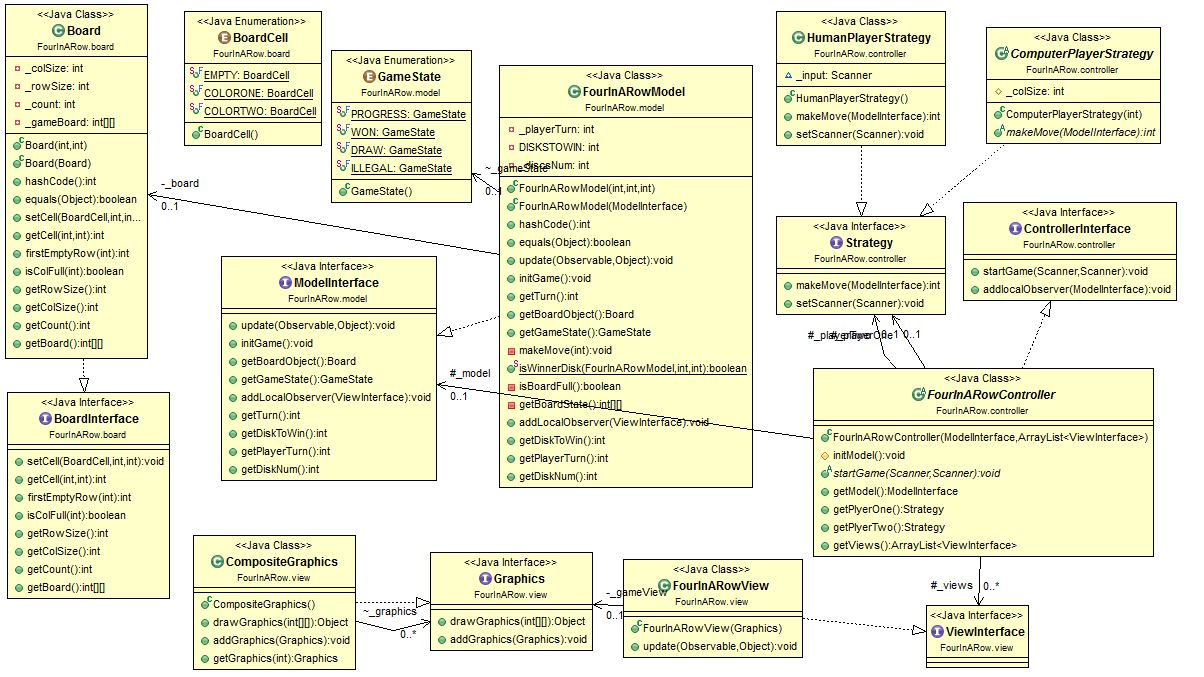 <<Java Class>>
Board
FourInARow.board
_colSize: int
_rowSize: int
_count: int
_gameBoard: int[][]
Board(int,int)
Board(Board)
hashCode():int
equals(Object):boolean
setCell(BoardCell,int,in...
getCell(int,int):int
firstEmptyRow(int):int
isColFull(int):boolean
getRowSize():int
getColSize():int
getCount():int
getBoard():int[][]
<<Java Interface>>
BoardInterface
FourInARow.board
setCell(BoardCell,int,int):void
getCell(int,int):int
firstEmptyRow(int):int
isColFull(int):boolean
getRowSize():int
getColSize():int
getCount():int
getBoard():int[][]
<<Java Enumeration>>
BoardCell
FourInARow.board
EMPTY: BoardCell
COLORONE: BoardCell
COLORTWO: BoardCell
BoardCell()
<<Java Enumeration>>
GameState
FourInARow.model
PROGRESS: GameState
WON: GameState
DRAW: GameState
ILLEGAL: GameState
GameState()
-_board
0..1
~_gameState
0..1
<<Java Class>>
FourInARowModel
FourInARow.model
_playerTurn: int
DISKSTOWIN: int
_discsNum: int
FourInARowModel(int,int,int)
FourInARowModel(ModelInterface)
hashCode():int
equals(Object):boolean
update(Observable,Object):void
initGame():void
getTurn():int
getBoardObject():Board
getGameState():GameState
makeMove(int):void
isWinnerDisk(FourInARowModel,int,int):boolean
isBoardFull():boolean
getBoardState():int[][]
addLocalObserver(ViewInterface):void
getDiskToWin():int
getPlayerTurn():int
getDiskNum():int
<<Java Interface>>
ModelInterface
FourInARow.model
update(Observable,Object):void
initGame():void
getBoardObject():Board
getGameState():GameState
addLocalObserver(ViewInterface):void
getTurn():int
getDiskToWin():int
getPlayerTurn():int
getDiskNum():int
#_model
0..1
<<Java Class>>
HumanPlayerStrategy
FourInARow.controller
_input: Scanner
HumanPlayerStrategy()
makeMove(ModelInterface):int
setScanner(Scanner):void
<<Java Class>>
ComputerPlayerStrategy
FourInARow.controller
_colSize: int
ComputerPlayerStrategy(int)
makeMove(ModelInterface):int
<<Java Interface>>
Strategy
FourInARow.controller
makeMove(ModelInterface):int
setScanner(Scanner):void
<<Java Interface>>
ControllerInterface
FourInARow.controller
startGame(Scanner,Scanner):void
addlocalObserver(ModelInterface):void
0..1
<<Java Class>>
FourInARowController
FourInARow.controller
FourInARowController(ModelInterface,ArrayList<ViewInterface>)
initModel():void
startGame(Scanner,Scanner):void
getModel():ModelInterface
getPlyerOne():Strategy
getPlyerTwo():Strategy
getViews():ArrayList<ViewInterface>
#_views
0..*
<<Java Class>>
CompositeGraphics
FourInARow.view
CompositeGraphics()
drawGraphics(int[][]):Object
addGraphics(Graphics):void
getGraphics(int):Graphics
~_graphics
0..*
<<Java Interface>>
Graphics
FourInARow.view
drawGraphics(int[][]):Object
addGraphics(Graphics):void
-_gameView
0..1
<<Java Class>>
FourInARowView
FourInARow.view
FourInARowView(Graphics)
update(Observable,Object):void
<<Java Interface>>
ViewInterface
FourInARow.view